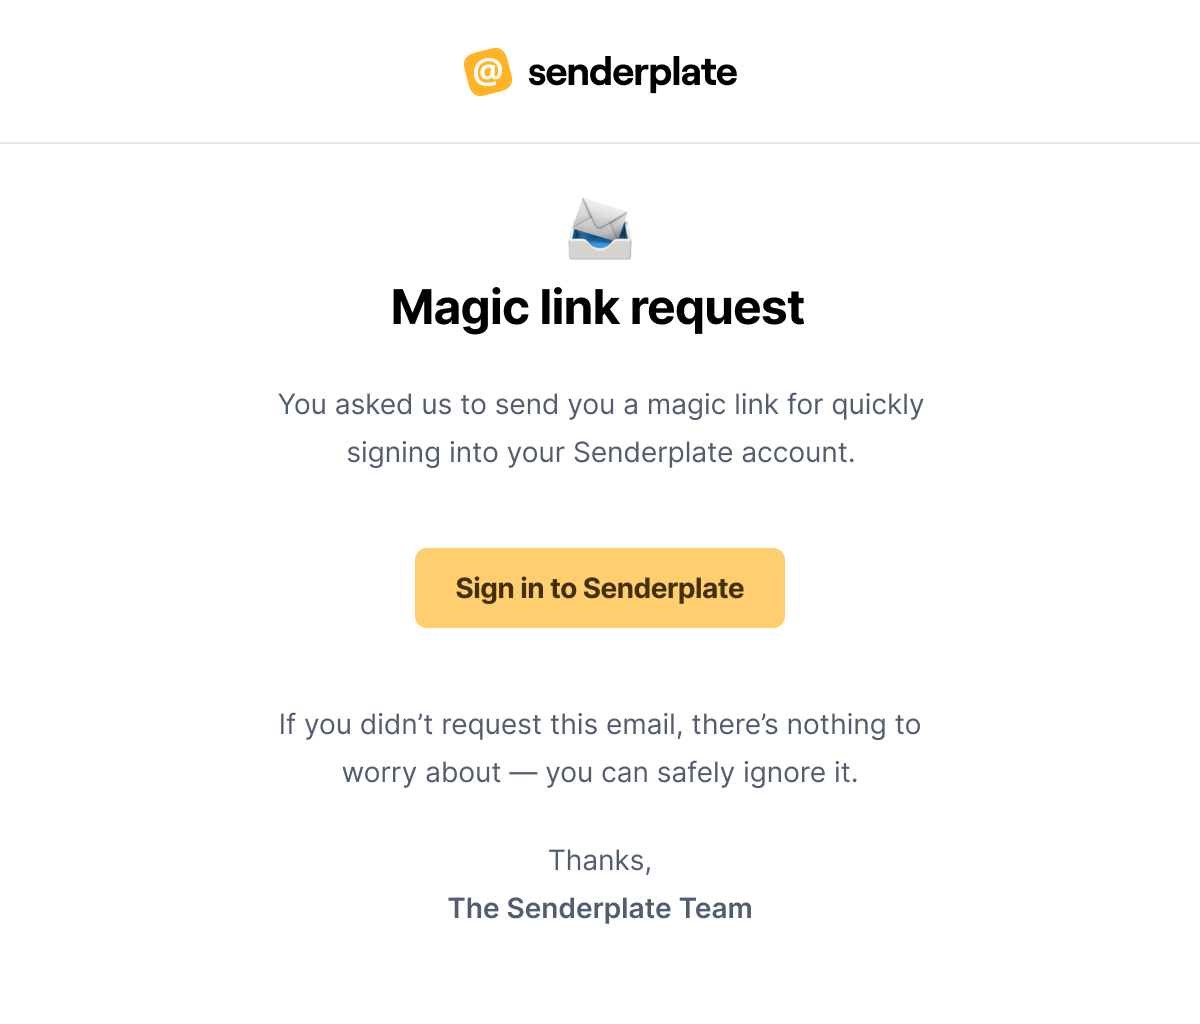 @ senderplate
Magic link request
You asked us to send you a magic link for quickly
signing into your Senderplate account.
Sign in to Senderplate
If you didn’t request this email, there’s nothing to
worry about — you can safely ignore it.
Thanks,
The Senderplate Team